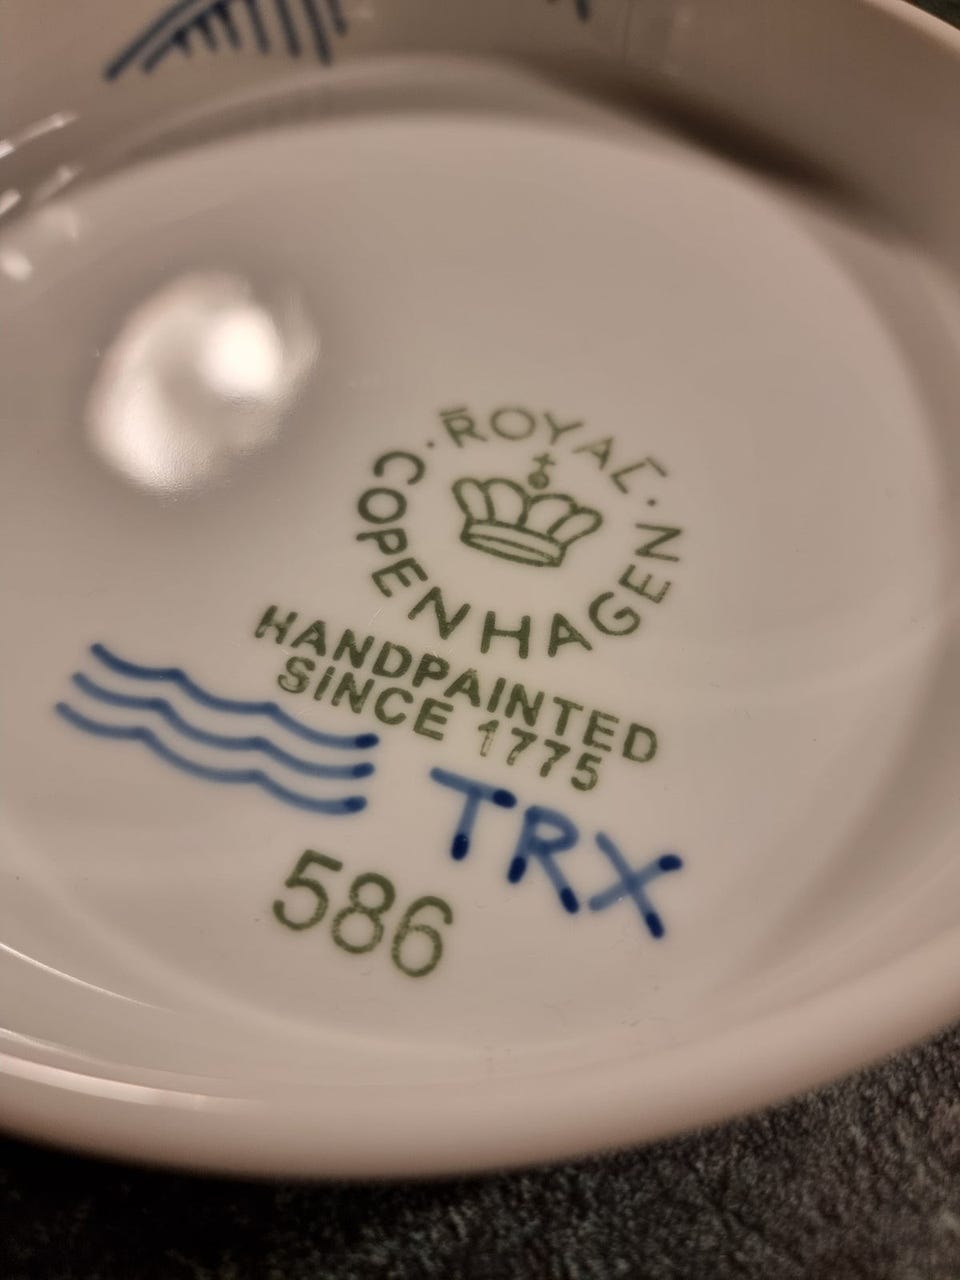 ROYAL
COPENHAGEN
HANDPAINTED
SINCE 1775
TRX
586